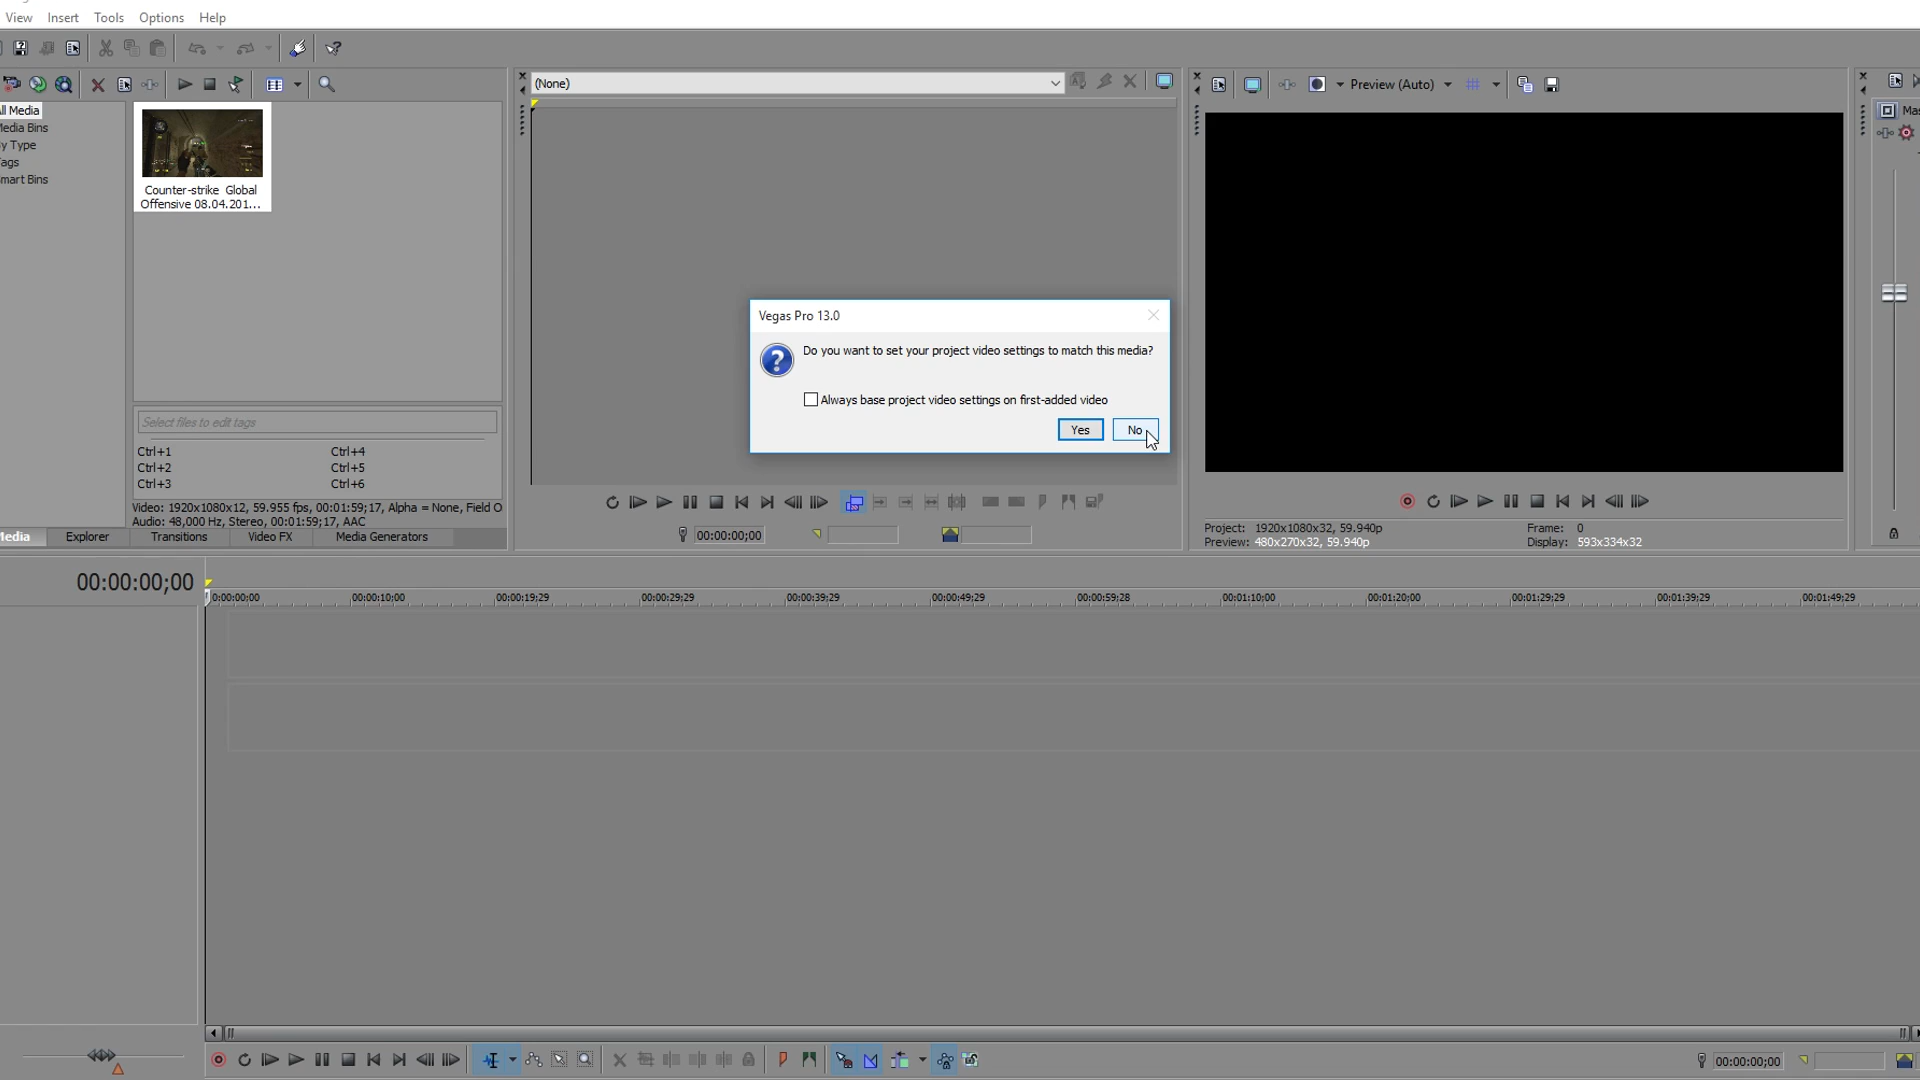 View Insert Tools Options Help
(None)
Preview (Auto)
Mas
All Media
Media Bins
By Type
Tags
Smart Bins
Counter-strike Global
Offensive 08.04.201...
Vegas Pro 13.0
Do you want to set your project video settings to match this media?
Always base project video settings on first-added video
Yes No
Select files to edit tags
Ctrl+1 Ctrl+4
Ctrl+2 Ctrl+5
Ctrl+3 Ctrl+6
Video: 1920x1080x12, 59.955 fps, 00:01:59;17, Alpha = None, Field O
Audio: 48,000 Hz, Stereo, 00:01:59;17, AAC
Media Explorer Transitions Video FX Media Generators
00:00:00;00
Project: 1920x1080x32, 59.940p
Preview: 480x270x32, 59.940p
Frame: 0
Display: 593x334x32
00:00:00;00
0:00:00;00 00:00:10;00 00:00:19;29 00:00:29;29 00:00:39;29 00:00:49;29 00:00:59;28 00:01:10;00 00:01:20;00 00:01:29;29 00:01:39;29 00:01:49;29
00:00:00;00